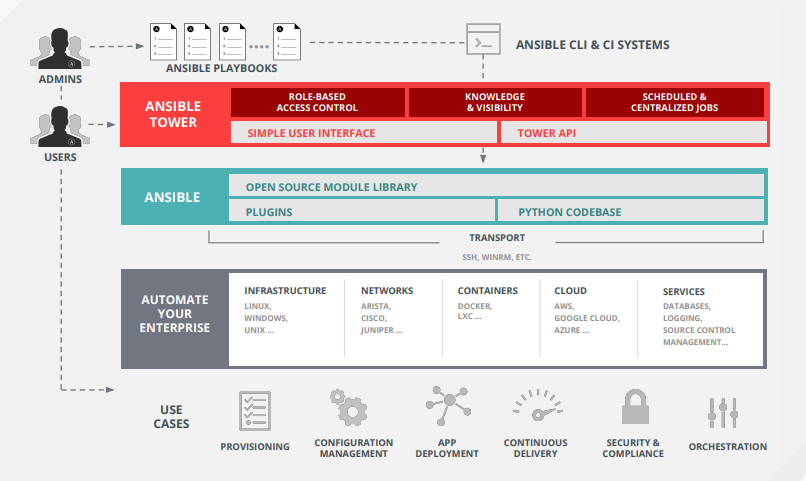 ADMINS
ANSIBLE PLAYBOOKS
ANSIBLE CLI & CI SYSTEMS
USERS
ANSIBLE
TOWER
ROLE-BASED
ACCESS CONTROL
KNOWLEDGE
& VISIBILITY
SCHEDULED &
CENTRALIZED JOBS
SIMPLE USER INTERFACE
TOWER API
ANSIBLE
OPEN SOURCE MODULE LIBRARY
PLUGINS
PYTHON CODEBASE
TRANSPORT
SSH, WINRM, ETC.
AUTOMATE
YOUR
ENTERPRISE
INFRASTRUCTURE
LINUX,
WINDOWS,
UNIX ...
NETWORKS
ARISTA,
CISCO,
JUNIPER ...
CONTAINERS
DOCKER,
LXC ...
CLOUD
AWS,
GOOGLE CLOUD,
AZURE ...
SERVICES
DATABASES,
LOGGING,
SOURCE CONTROL
MANAGEMENT...
USE
CASES
PROVISIONING
CONFIGURATION
MANAGEMENT
APP
DEPLOYMENT
CONTINUOUS
DELIVERY
SECURITY &
COMPLIANCE
ORCHESTRATION